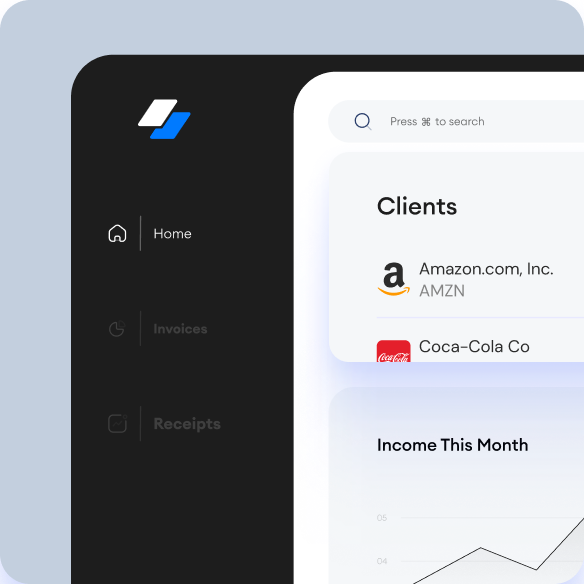 Home
Invoices
Receipts
Press ⌘ to search
Clients
a
Amazon.com, Inc.
AMZN
Coca-Cola
Coca-Cola Co
Income This Month
05
04